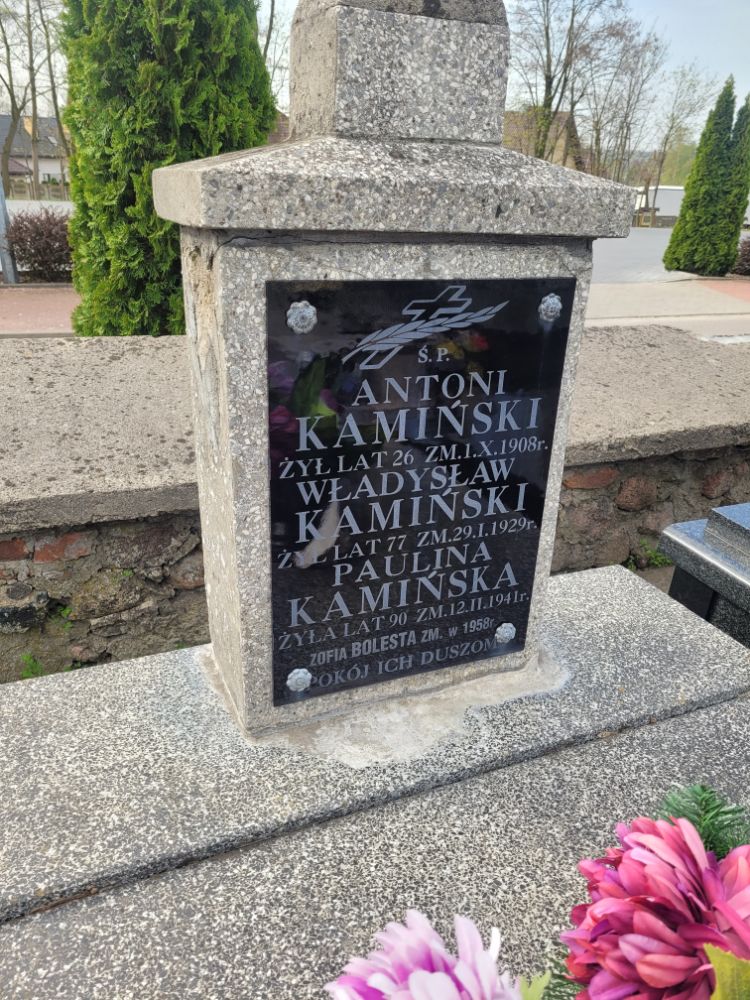 Ś. P.
ANTONI
KAMIŃSKI
ŻYŁ LAT 26 ZM.1.X.1908r.
WŁADYSŁAW
KAMIŃSKI
ŻYŁ LAT 77 ZM.29.I.1929r.
PAULINA
KAMIŃSKA
ŻYŁA LAT 90 ZM.12.II.1941r.
ZOFIA BOLESTA ZM. w 1958r
POKÓJ ICH DUSZOM